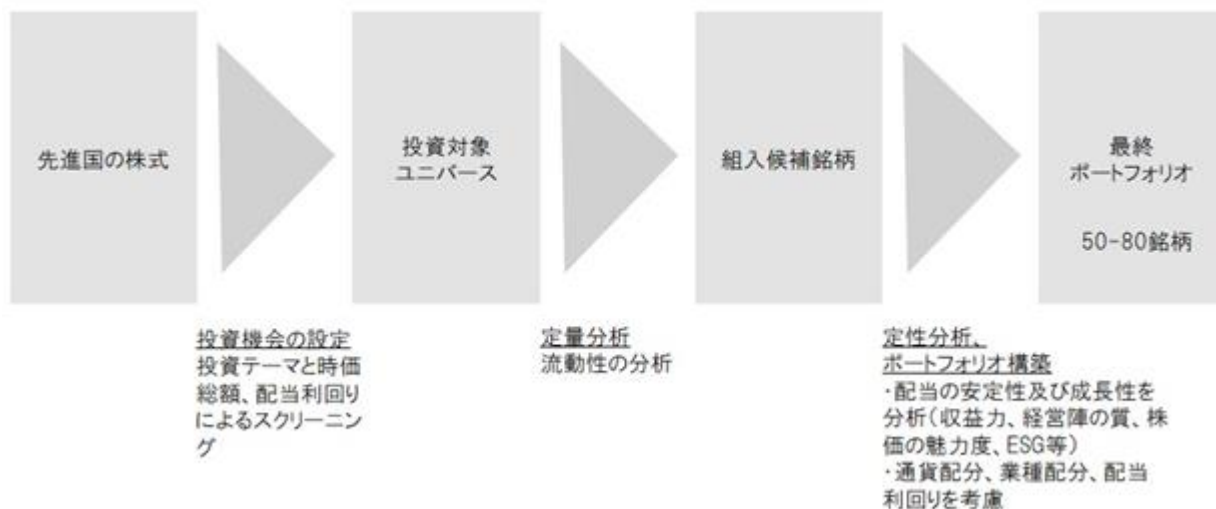 先進国の株式
投資対象
ユニバース
組入候補銘柄
最終
ポートフォリオ
50-80銘柄
投資機会の設定
投資テーマと時価
総額、配当利回り
によるスクリーニン
グ
定量分析
流動性の分析
定性分析、
ポートフォリオ構築
・配当の安定性及び成長性を
分析（収益力、経営陣の質、株
価の魅力度、ESG等）
・通貨配分、業種配分、配当
利回りを考慮